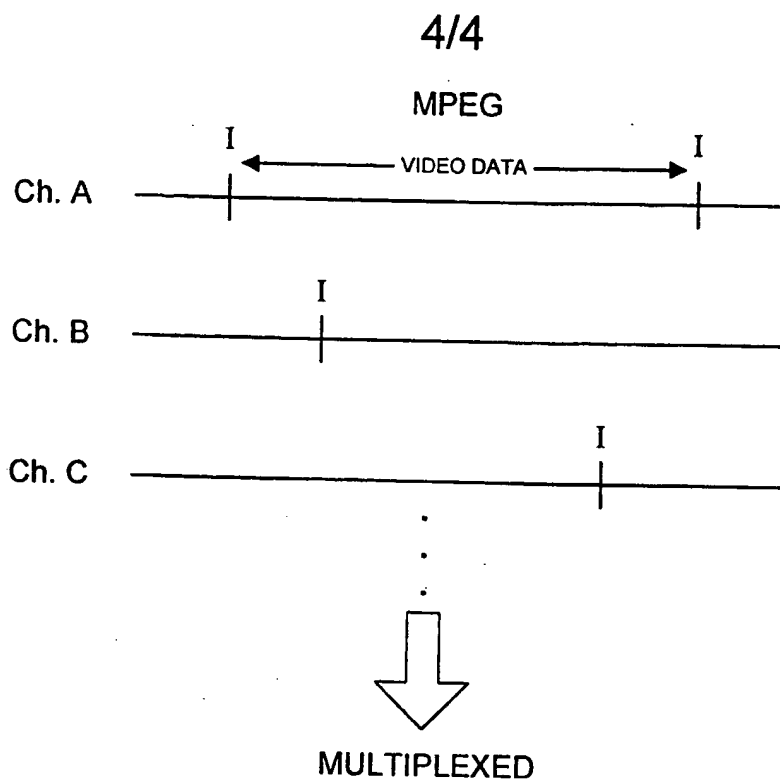 4/4
MPEG
I I
VIDEO DATA
Ch. A
I
Ch. B
I
Ch. C
MULTIPLEXED